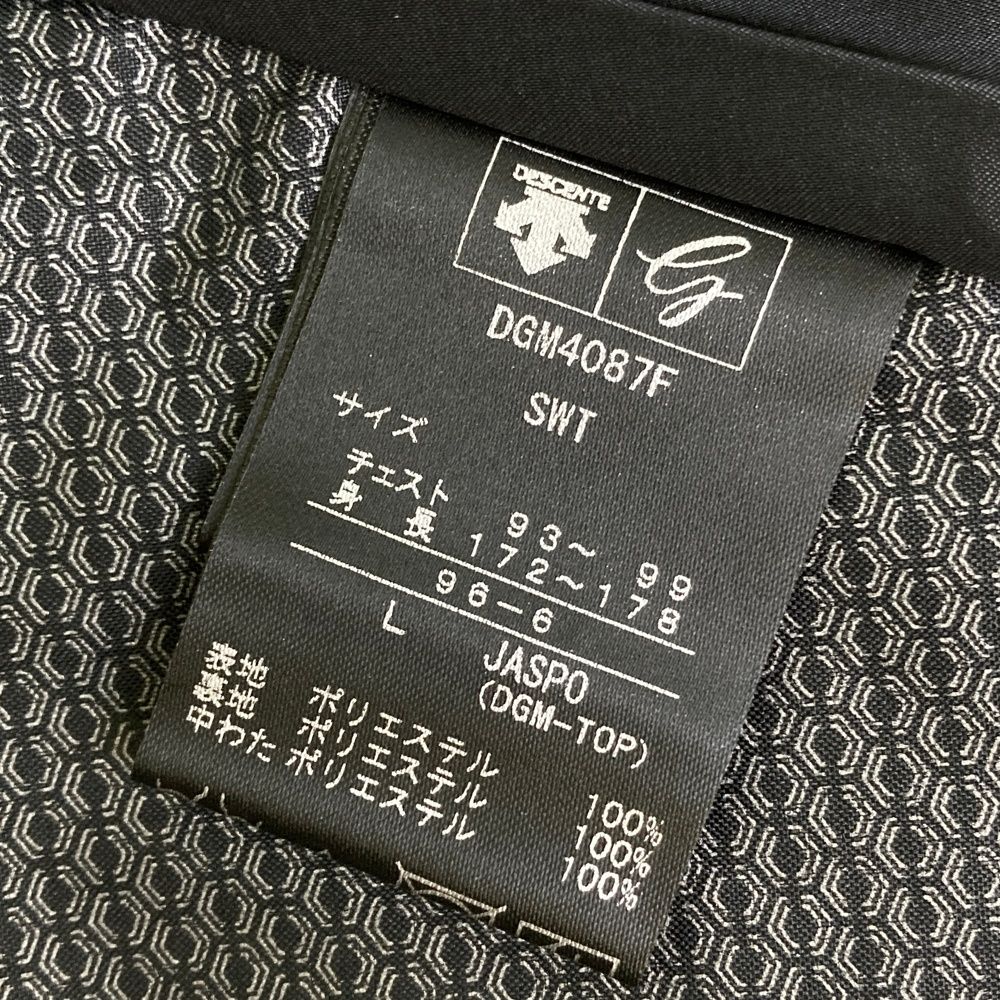 DESCENTE
G
DGM4087F
SWT
サイズ
チェスト 93～99
身長 172～178
96-6
L JASPO
(DGM-TOP)
表地 ポリエステル 100%
裏地 ポリエステル 100%
中わた ポリエステル 100%